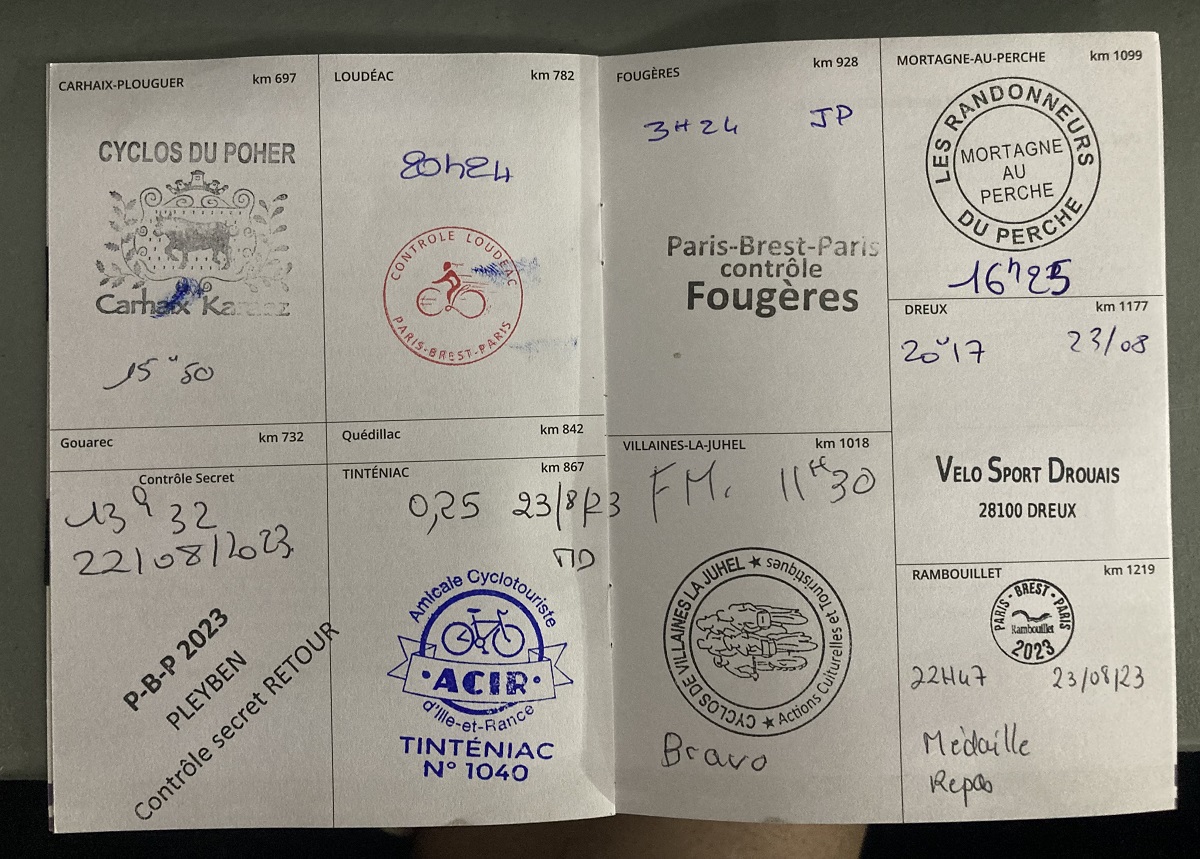 CARHAIX-PLOUGUER km 697
CYCLOS DU POHER
Carhaix Karaez
15H50
Gouarec km 732
Contrôle Secret
13h32
22/08/2023
P-B-P 2023
PLEYBEN
Contrôle secret RETOUR
LOUDÉAC km 782
20h24
CONTROLE LOUDEAC
PARIS-BREST-PARIS
Quédillac km 842
TINTÉNIAC km 867
0,25 23/8/23
MD
Amicale Cyclotouriste
ACIR
d'Ille-et-Rance
TINTÉNIAC
N° 1040
FOUGÈRES km 928
3H24 JP
Paris-Brest-Paris
contrôle
Fougères
VILLAINES-LA-JUHEL km 1018
FM. 11H30
CYCLOS DE VILLAINES LA JUHEL ★ Actions Culturelles et Touristiques ★
Bravo
MORTAGNE-AU-PERCHE km 1099
LES RANDONNEURS
MORTAGNE
AU
PERCHE
DU PERCHE
16h25
DREUX km 1177
20H17 23/08
VELO SPORT DROUAIS
28100 DREUX
RAMBOUILLET km 1219
PARIS - BREST - PARIS
Rambouillet
2023
22H47 23/08/23
Médaille
Repas